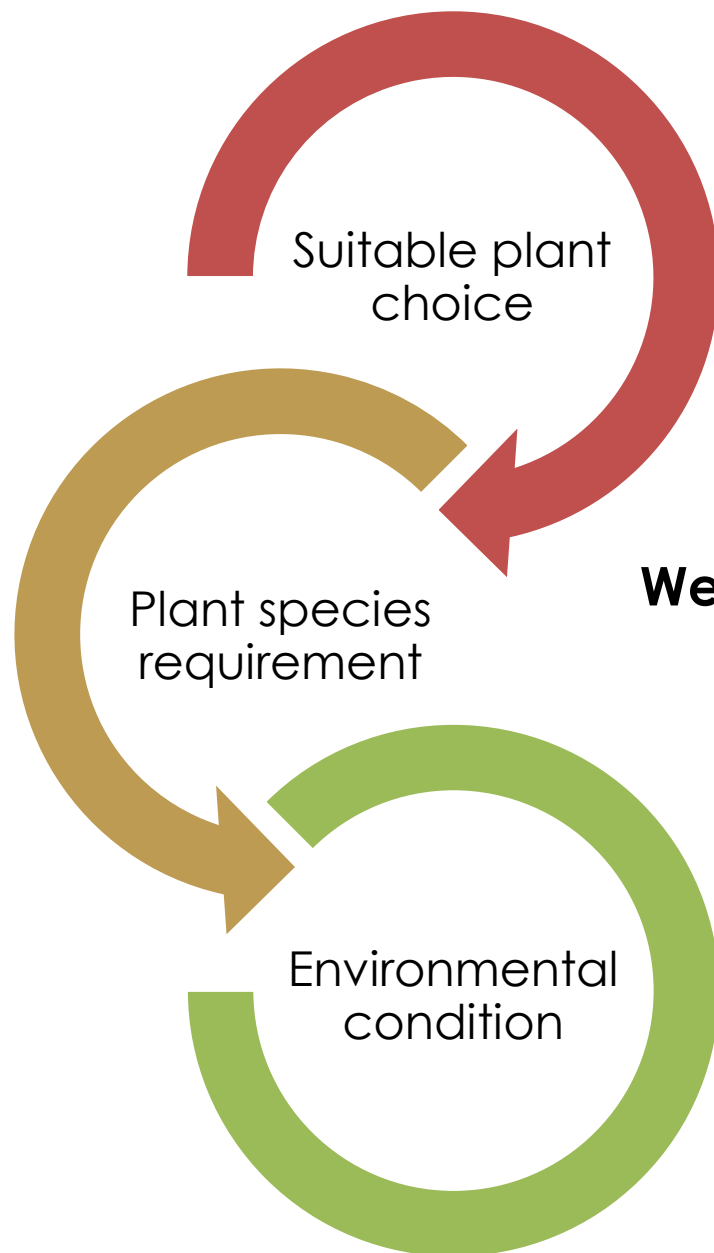 Suitable plant
choice
We
Plant species
requirement
Environmental
condition